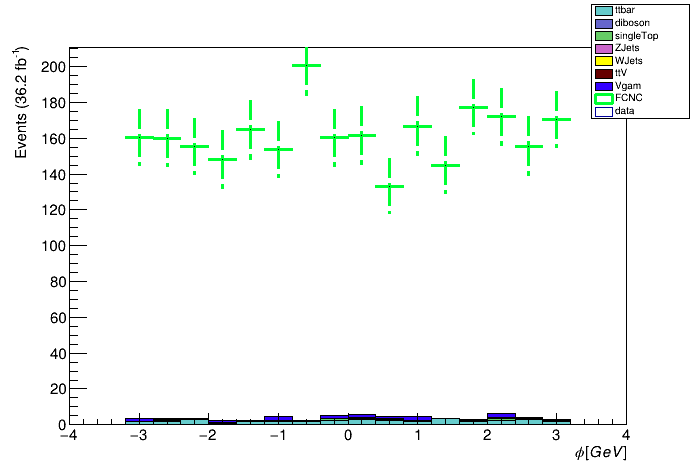 ttbar
diboson
singleTop
ZJets
WJets
ttV
Vgam
FCNC
data
Events (36.2 fb⁻¹)
200
180
160
140
120
100
80
60
40
20
0
−4 −3 −2 −1 0 1 2 3 4
ϕ[GeV]